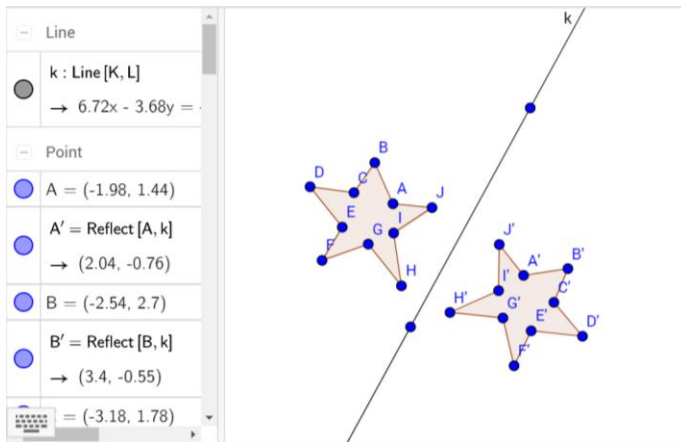 Line
k : Line [K, L]
→ 6.72x - 3.68y =
Point
A = (-1.98, 1.44)
A′ = Reflect [A, k]
→ (2.04, -0.76)
B = (-2.54, 2.7)
B′ = Reflect [B, k]
→ (3.4, -0.55)
= (-3.18, 1.78)
k
B
D
C
A
J
E
I
G
F
H
J'
A'
B'
I'
C'
H'
G'
E'
D'
F'